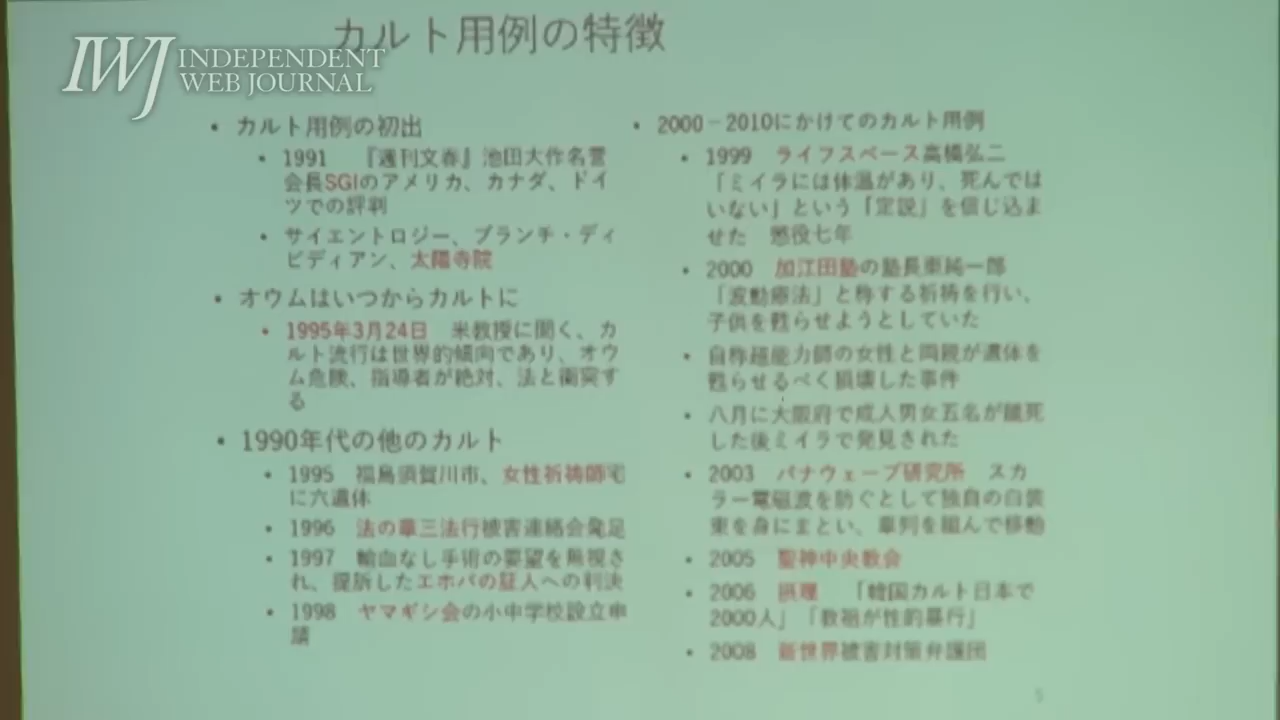 カルト用例の特徴
IWJ INDEPENDENT
WEB JOURNAL
• カルト用例の初出
• 1991 『週刊文春』池田大作名誉
会長SGIのアメリカ、カナダ、ドイ
ツでの評判
• サイエントロジー、ブランチ・ディ
ビディアン、太陽寺院
• オウムはいつからカルトに
• 1995年3月24日 米教授に聞く、カ
ルト流行は世界的傾向であり、オウ
ム危険、指導者が絶対、法と衝突す
る
• 1990年代の他のカルト
• 1995 福島須賀川市、女性祈祷師宅
に六遺体
• 1996 法の華三法行被害連絡会発足
• 1997 輸血なし手術の要望を無視さ
れ、提訴したエホバの証人への判決
• 1998 ヤマギシ会の小中学校設立申
請
• 2000-2010にかけてのカルト用例
• 1999 ライフスペース高橋弘二
「ミイラには体温があり、死んでは
いない」という「定説」を信じ込ま
せた 懲役七年
• 2000 加江田塾の塾長東純一郎
「波動療法」と称する祈祷を行い、
子供を甦らせようとしていた
• 自称超能力師の女性と両親が遺体を
甦らせるべく損壊した事件
• 八月に大阪府で成人男女五名が餓死
した後ミイラで発見された
• 2003 パナウェーブ研究所 スカ
ラー電磁波を防ぐとして独自の白装
束を身にまとい、車列を組んで移動
• 2005 聖神中央教会
• 2006 摂理 「韓国カルト日本で
2000人」「教祖が性的暴行」
• 2008 新世界被害対策弁護団
5